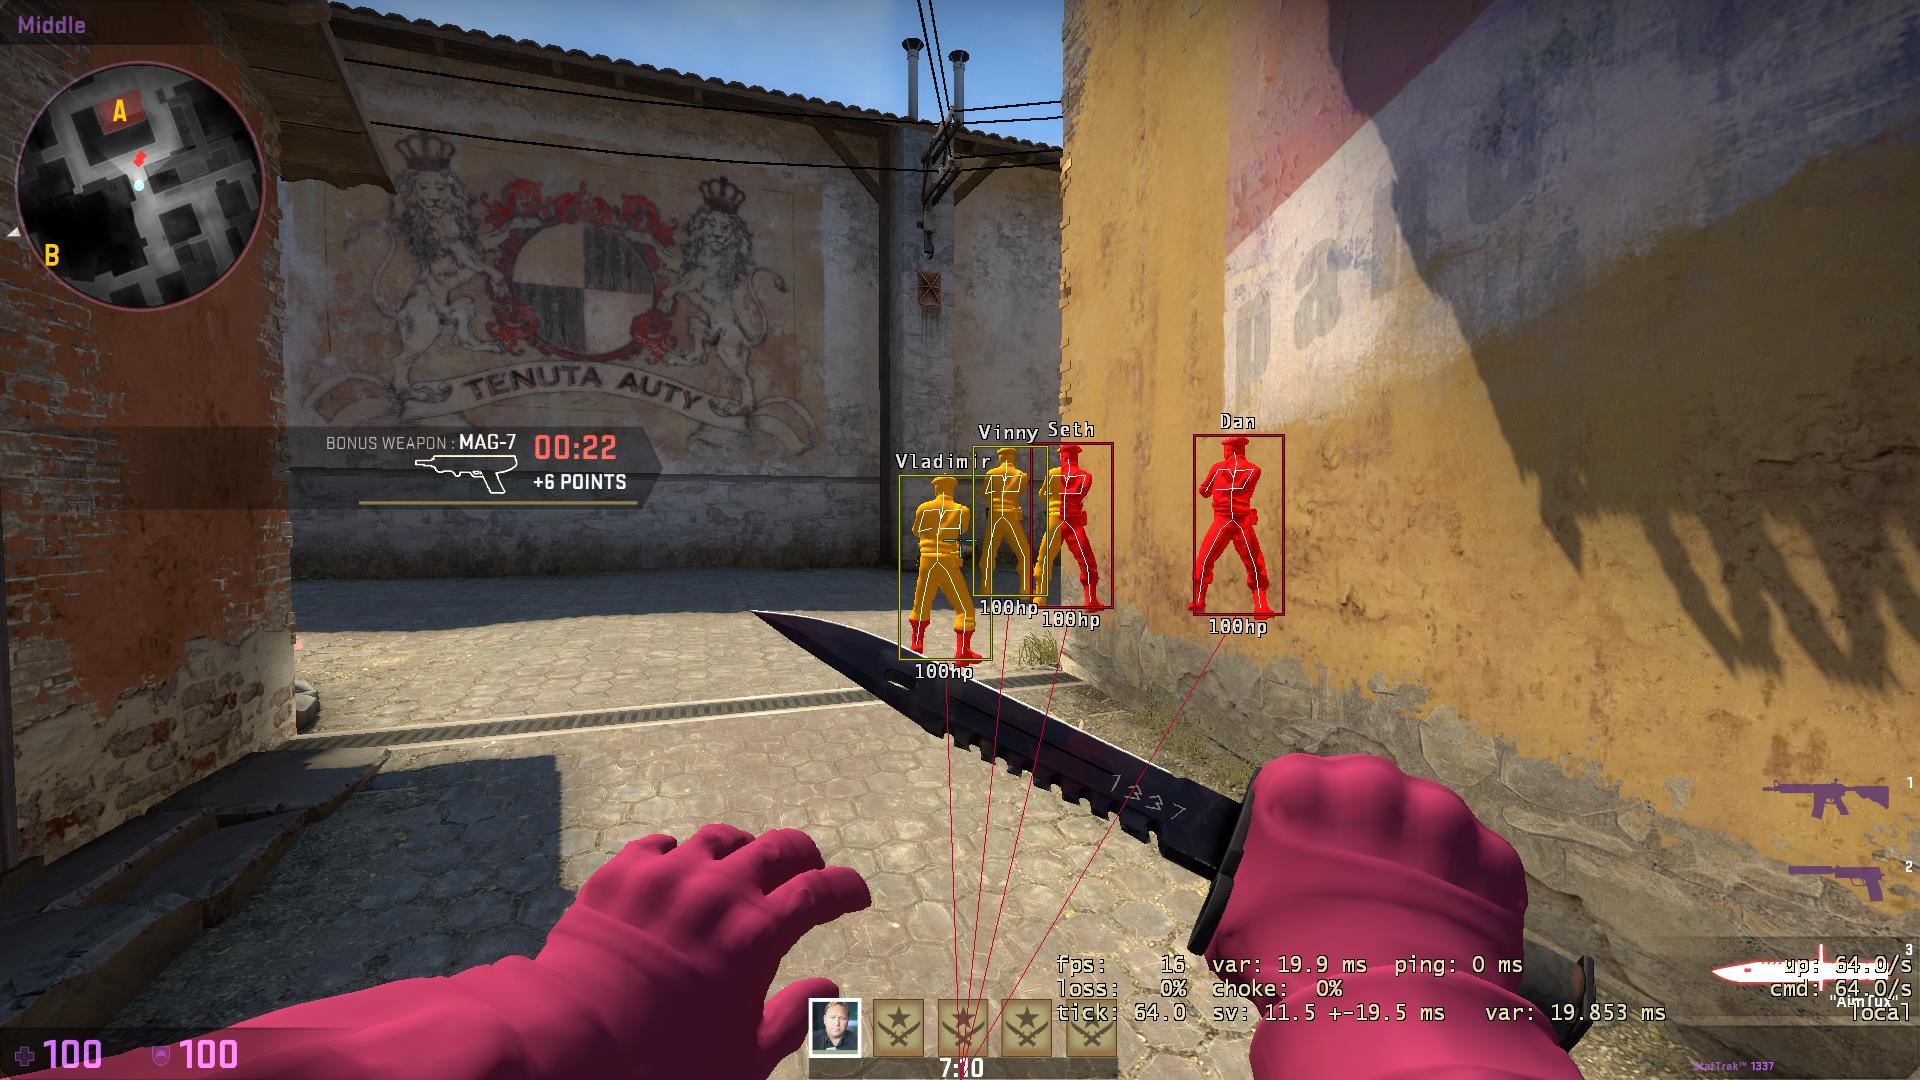 Middle
A
B
TENUTA AUTY
BONUS WEAPON : MAG-7
00:22
+6 POINTS
Vinny
Seth
Dan
Vladimir
100hp
100hp
100hp
100hp
1337
1
2
3
fps: 16 var: 19.9 ms ping: 0 ms
up: 64.0/s
loss: 0% choke: 0%
cmd: 64.0/s
"AimTux"
tick: 64.0 sv: 11.5 +-19.5 ms var: 19.853 ms
local
100
100
7:10
StatTrak™ 1337